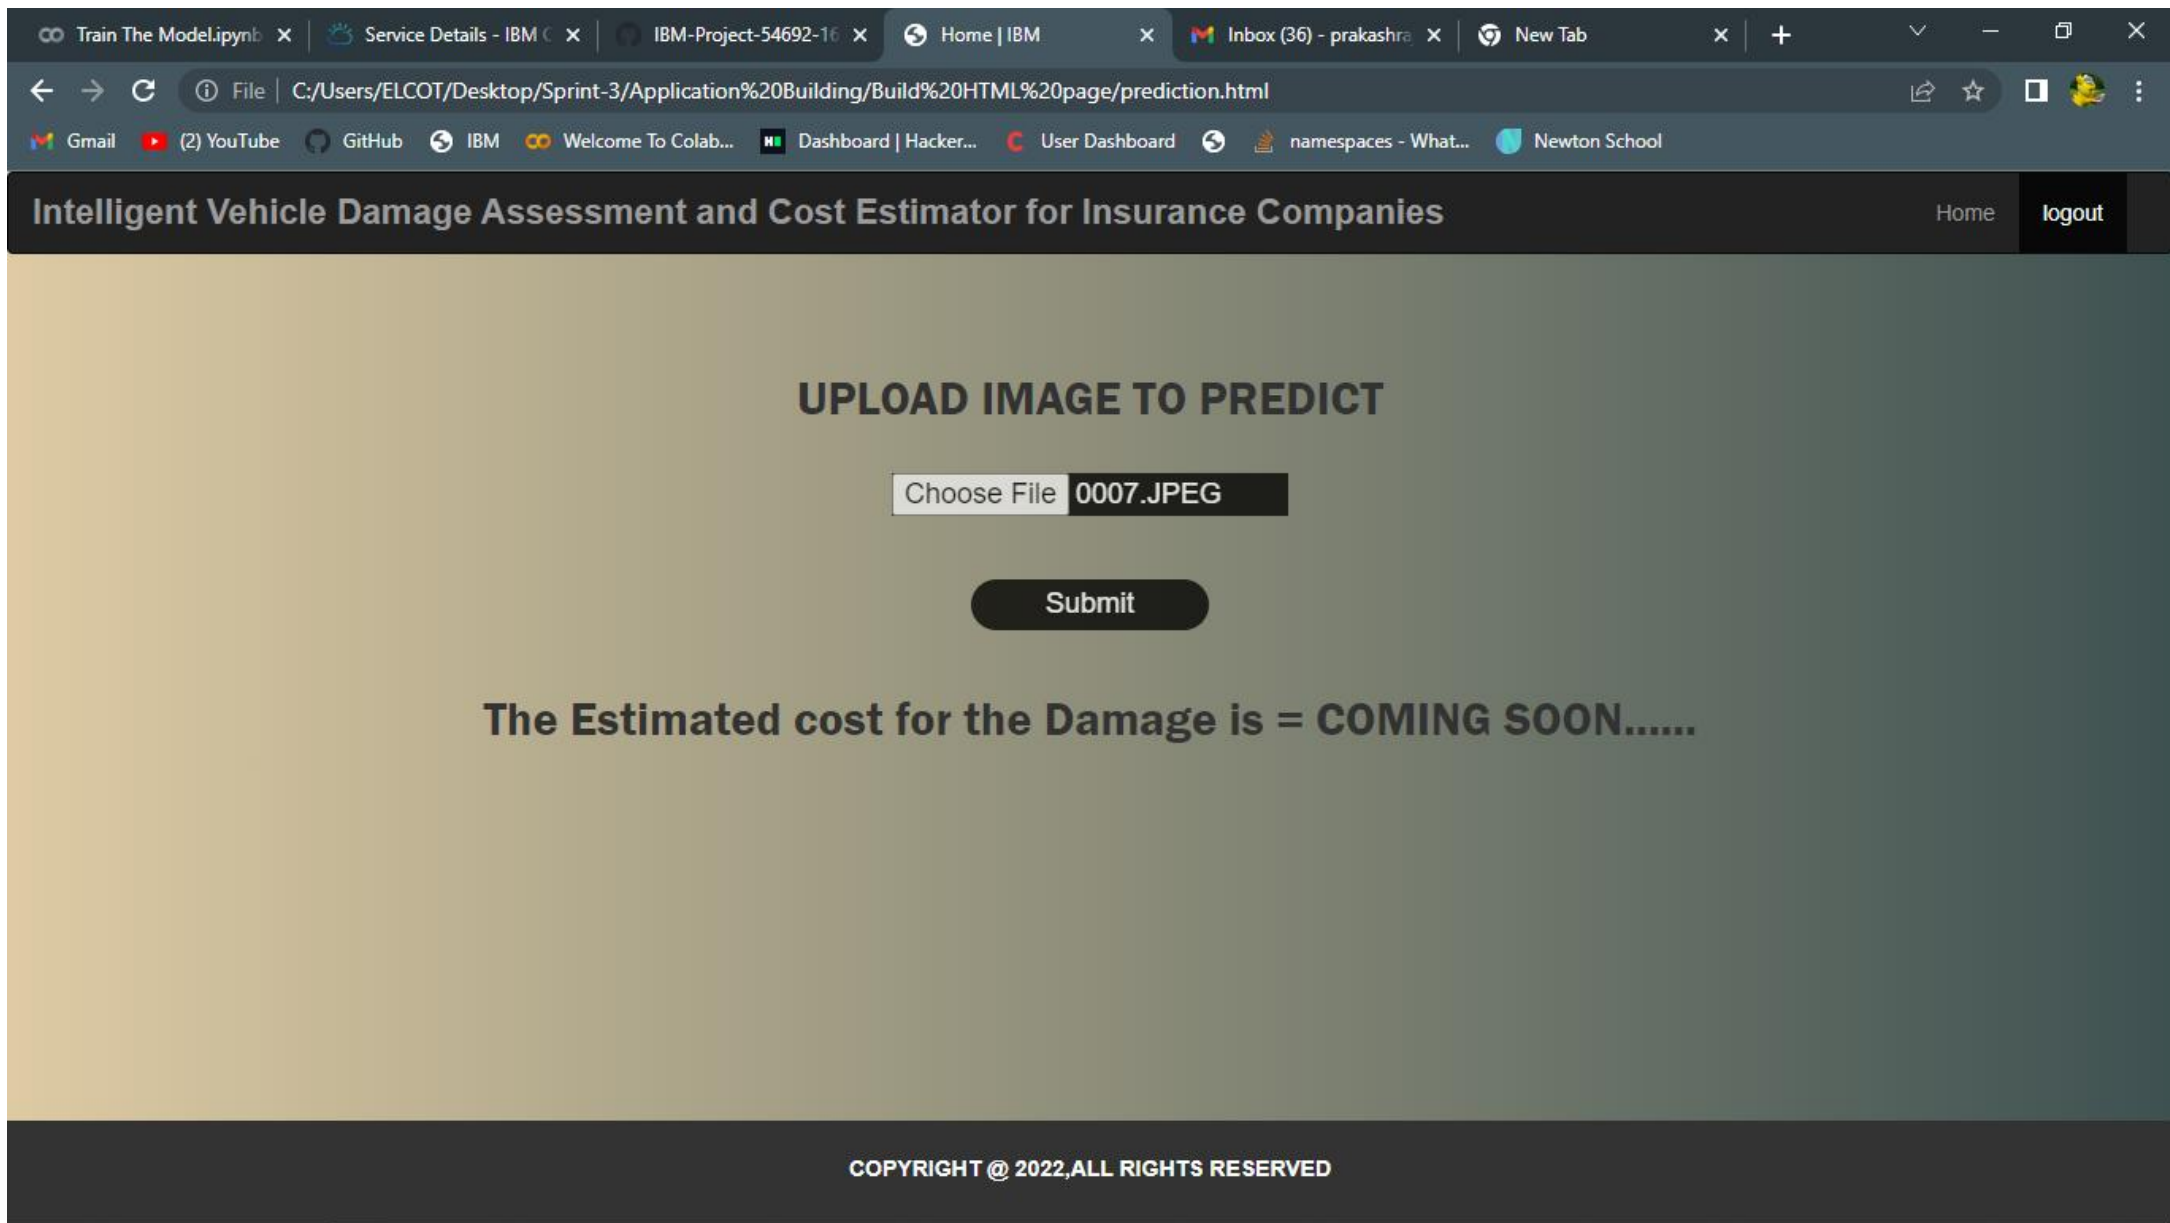 Train The Model.ipynb
Service Details - IBM C
IBM-Project-54692-16
Home | IBM
Inbox (36) - prakashra
New Tab
File
C:/Users/ELCOT/Desktop/Sprint-3/Application%20Building/Build%20HTML%20page/prediction.html
Gmail
(2) YouTube
GitHub
IBM
Welcome To Colab...
Dashboard | Hacker...
User Dashboard
namespaces - What...
Newton School
Intelligent Vehicle Damage Assessment and Cost Estimator for Insurance Companies
Home
logout
UPLOAD IMAGE TO PREDICT
Choose File 0007.JPEG
Submit
The Estimated cost for the Damage is = COMING SOON......
COPYRIGHT @ 2022,ALL RIGHTS RESERVED